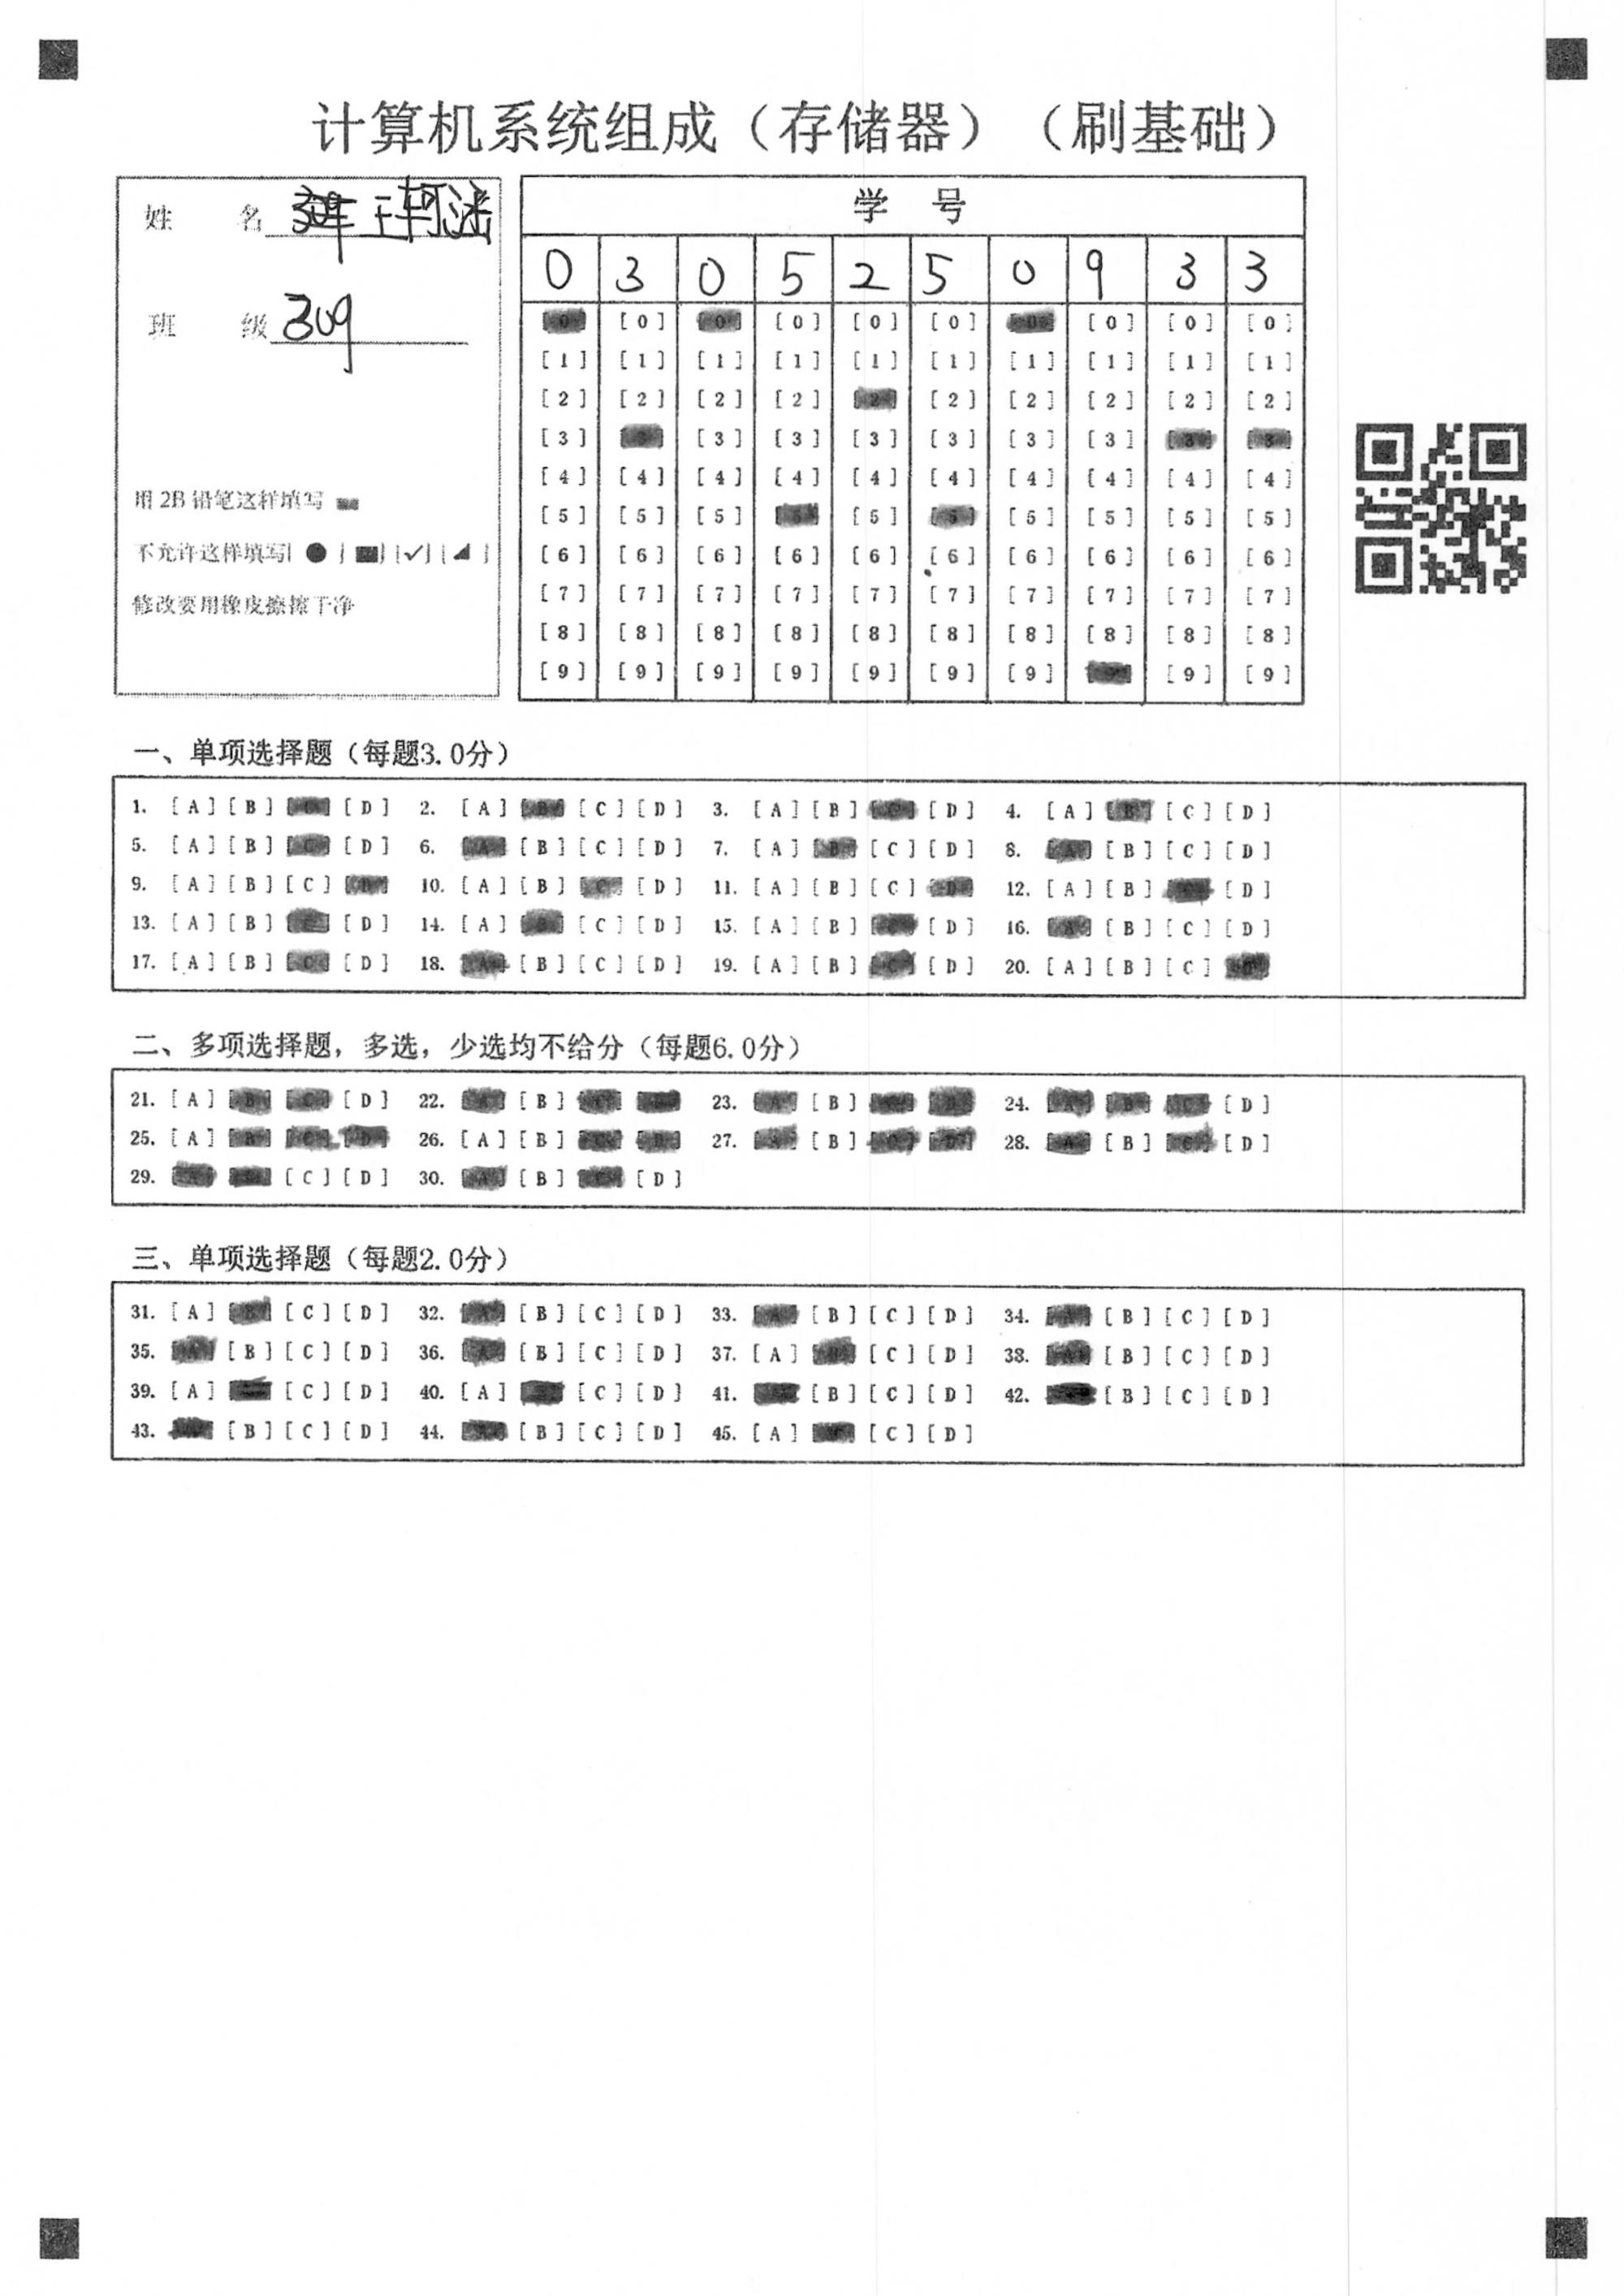 计算机系统组成（存储器）（刷基础）
姓 名 王轲涵
班 级 309
用 2B 铅笔这样填写
不允许这样填写[ ● ] [■] [✓] [◢ ]
修改要用橡皮擦擦干净
学 号
0 3 0 5 2 5 0 9 3 3
[0] [0] [0] [0] [0] [0] [0] [0] [0] [0]
[1] [1] [1] [1] [1] [1] [1] [1] [1] [1]
[2] [2] [2] [2] [2] [2] [2] [2] [2]
[3] [3] [3] [3] [3] [3] [3] [3] [3] [3]
[4] [4] [4] [4] [4] [4] [4] [4] [4] [4]
[5] [5] [5] [5] [5] [5] [5] [5] [5] [5]
[6] [6] [6] [6] [6] [6] [6] [6] [6] [6]
[7] [7] [7] [7] [7] [7] [7] [7] [7] [7]
[8] [8] [8] [8] [8] [8] [8] [8] [8] [8]
[9] [9] [9] [9] [9] [9] [9] [9] [9]
一、单项选择题（每题3.0分）
1. [A] [B] [C] [D] 2. [A] [B] [C] [D] 3. [A] [B] [C] [D] 4. [A] [B] [C] [D]
5. [A] [B] [C] [D] 6. [A] [B] [C] [D] 7. [A] [B] [C] [D] 8. [A] [B] [C] [D]
9. [A] [B] [C] [D] 10. [A] [B] [C] [D] 11. [A] [B] [C] [D] 12. [A] [B] [C] [D]
13. [A] [B] [C] [D] 14. [A] [B] [C] [D] 15. [A] [B] [C] [D] 16. [A] [B] [C] [D]
17. [A] [B] [C] [D] 18. [A] [B] [C] [D] 19. [A] [B] [C] [D] 20. [A] [B] [C] [D]
二、多项选择题，多选，少选均不给分（每题6.0分）
21. [A] [B] [C] [D] 22. [A] [B] [C] [D] 23. [A] [B] [C] [D] 24. [A] [B] [C] [D]
25. [A] [B] [C] [D] 26. [A] [B] [C] [D] 27. [A] [B] [C] [D] 28. [A] [B] [C] [D]
29. [A] [B] [C] [D] 30. [A] [B] [C] [D]
三、单项选择题（每题2.0分）
31. [A] [B] [C] [D] 32. [A] [B] [C] [D] 33. [A] [B] [C] [D] 34. [A] [B] [C] [D]
35. [A] [B] [C] [D] 36. [A] [B] [C] [D] 37. [A] [B] [C] [D] 38. [A] [B] [C] [D]
39. [A] [C] [D] 40. [A] [C] [D] 41. [B] [C] [D] 42. [B] [C] [D]
43. [B] [C] [D] 44. [B] [C] [D] 45. [A] [C] [D]